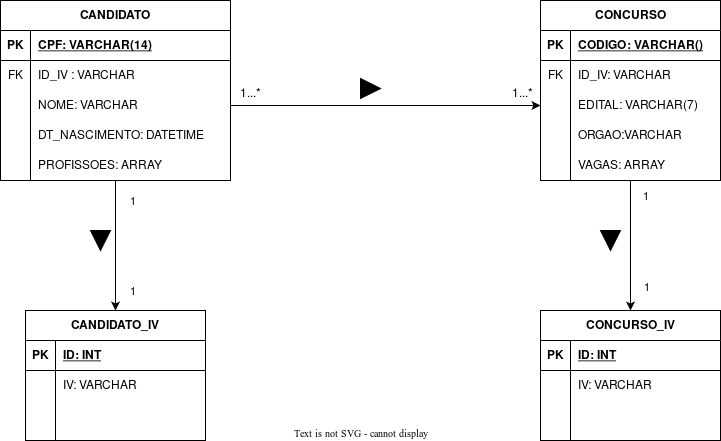 CANDIDATO
PK CPF: VARCHAR(14)
FK ID_IV : VARCHAR
NOME: VARCHAR
DT_NASCIMENTO: DATETIME
PROFISSOES: ARRAY
1...*
1...*
CONCURSO
PK CODIGO: VARCHAR()
FK ID_IV: VARCHAR
EDITAL: VARCHAR(7)
ORGAO:VARCHAR
VAGAS: ARRAY
1
1
1
1
CANDIDATO_IV
PK ID: INT
IV: VARCHAR
CONCURSO_IV
PK ID: INT
IV: VARCHAR
Text is not SVG - cannot display